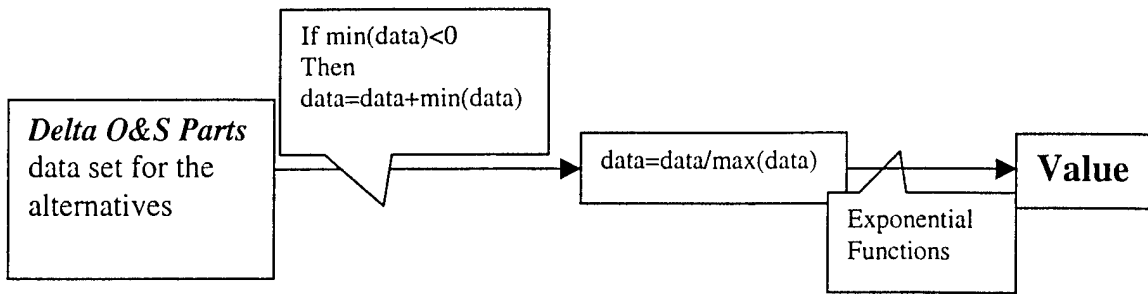 If min(data)<0
Then
data=data+min(data)
Delta O&S Parts
data set for the
alternatives
data=data/max(data)
Value
Exponential
Functions